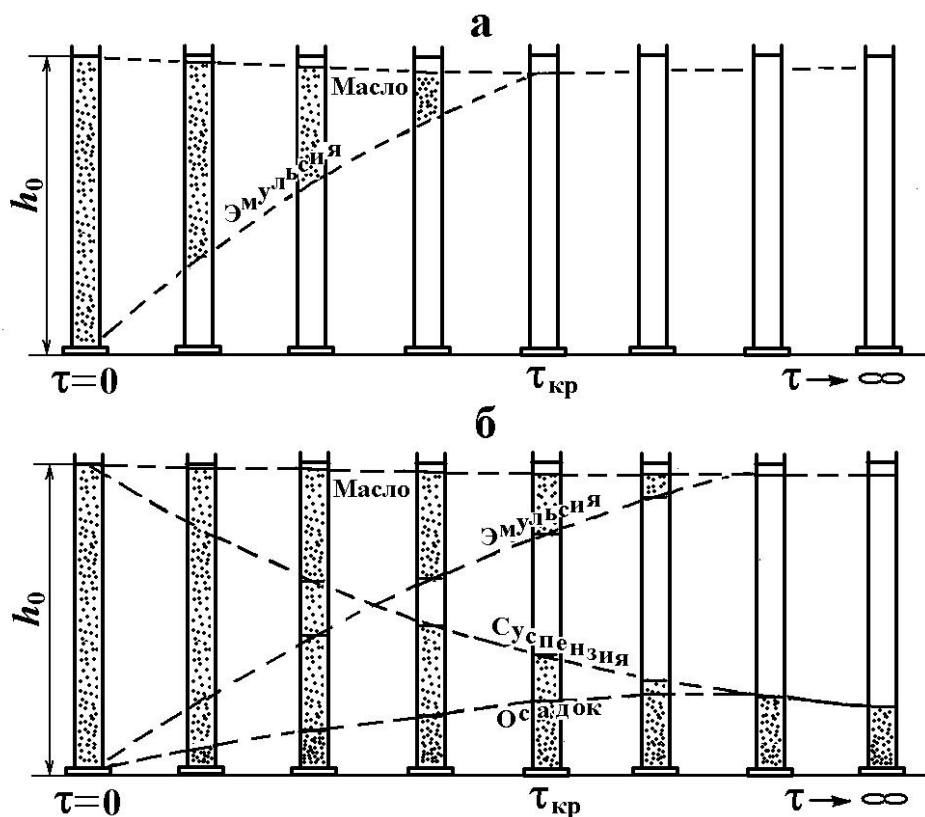 а
Масло
Эмульсия
h₀
τ=0
τкр
τ → ∞
б
Масло
Эмульсия
Суспензия
Осадок
h₀
τ=0
τкр
τ → ∞